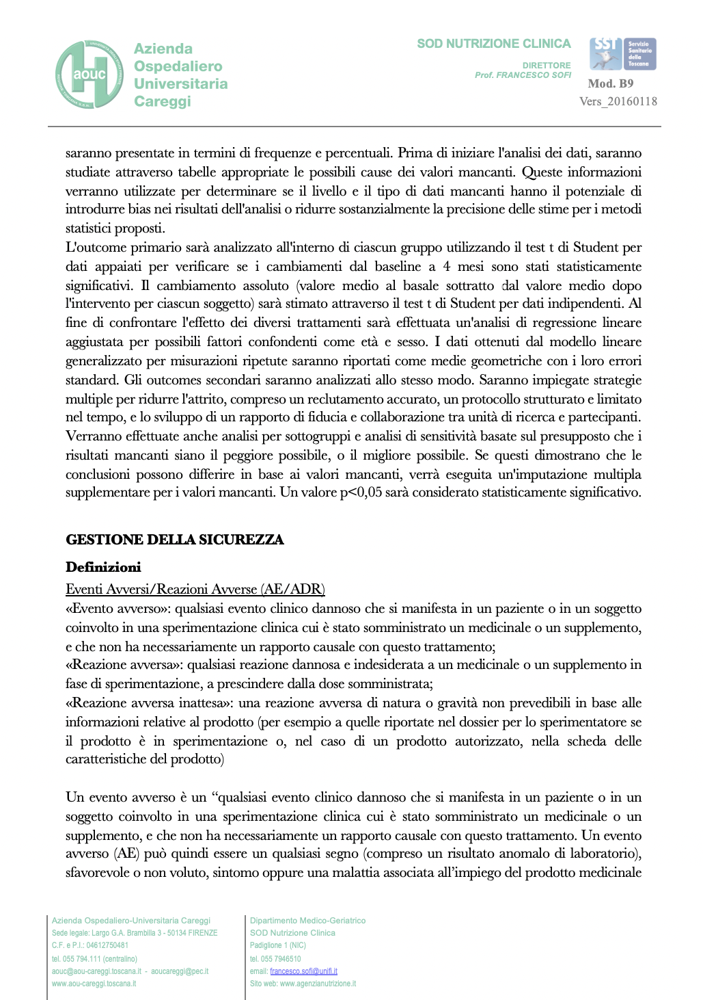 Azienda
Ospedaliero
Universitaria
Careggi
aouc
SOD NUTRIZIONE CLINICA
DIRETTORE
Prof. FRANCESCO SOFI
SST
Servizio
Sanitario
della
Toscana
Mod. B9
Vers_20160118
saranno presentate in termini di frequenze e percentuali. Prima di iniziare l'analisi dei dati, saranno
studiate attraverso tabelle appropriate le possibili cause dei valori mancanti. Queste informazioni
verranno utilizzate per determinare se il livello e il tipo di dati mancanti hanno il potenziale di
introdurre bias nei risultati dell'analisi o ridurre sostanzialmente la precisione delle stime per i metodi
statistici proposti.
L'outcome primario sarà analizzato all'interno di ciascun gruppo utilizzando il test t di Student per
dati appaiati per verificare se i cambiamenti dal baseline a 4 mesi sono stati statisticamente
significativi. Il cambiamento assoluto (valore medio al basale sottratto dal valore medio dopo
l'intervento per ciascun soggetto) sarà stimato attraverso il test t di Student per dati indipendenti. Al
fine di confrontare l'effetto dei diversi trattamenti sarà effettuata un'analisi di regressione lineare
aggiustata per possibili fattori confondenti come età e sesso. I dati ottenuti dal modello lineare
generalizzato per misurazioni ripetute saranno riportati come medie geometriche con i loro errori
standard. Gli outcomes secondari saranno analizzati allo stesso modo. Saranno impiegate strategie
multiple per ridurre l'attrito, compreso un reclutamento accurato, un protocollo strutturato e limitato
nel tempo, e lo sviluppo di un rapporto di fiducia e collaborazione tra unità di ricerca e partecipanti.
Verranno effettuate anche analisi per sottogruppi e analisi di sensitività basate sul presupposto che i
risultati mancanti siano il peggiore possibile, o il migliore possibile. Se questi dimostrano che le
conclusioni possono differire in base ai valori mancanti, verrà eseguita un'imputazione multipla
supplementare per i valori mancanti. Un valore p<0,05 sarà considerato statisticamente significativo.
GESTIONE DELLA SICUREZZA
Definizioni
Eventi Avversi/Reazioni Avverse (AE/ADR)
«Evento avverso»: qualsiasi evento clinico dannoso che si manifesta in un paziente o in un soggetto
coinvolto in una sperimentazione clinica cui è stato somministrato un medicinale o un supplemento,
e che non ha necessariamente un rapporto causale con questo trattamento;
«Reazione avversa»: qualsiasi reazione dannosa e indesiderata a un medicinale o un supplemento in
fase di sperimentazione, a prescindere dalla dose somministrata;
«Reazione avversa inattesa»: una reazione avversa di natura o gravità non prevedibili in base alle
informazioni relative al prodotto (per esempio a quelle riportate nel dossier per lo sperimentatore se
il prodotto è in sperimentazione o, nel caso di un prodotto autorizzato, nella scheda delle
caratteristiche del prodotto)
Un evento avverso è un “qualsiasi evento clinico dannoso che si manifesta in un paziente o in un
soggetto coinvolto in una sperimentazione clinica cui è stato somministrato un medicinale o un
supplemento, e che non ha necessariamente un rapporto causale con questo trattamento. Un evento
avverso (AE) può quindi essere un qualsiasi segno (compreso un risultato anomalo di laboratorio),
sfavorevole o non voluto, sintomo oppure una malattia associata all’impiego del prodotto medicinale
Azienda Ospedaliero-Universitaria Careggi
Sede legale: Largo G.A. Brambilla 3 - 50134 FIRENZE
C.F. e P.I.: 04612750481
tel. 055 794.111 (centralino)
aouc@aou-careggi.toscana.it - aoucareggi@pec.it
www.aou-careggi.toscana.it
Dipartimento Medico-Geriatrico
SOD Nutrizione Clinica
Padiglione 1 (NIC)
tel. 055 7946510
email: francesco.sofi@unifi.it
Sito web: www.agenzianutrizione.it